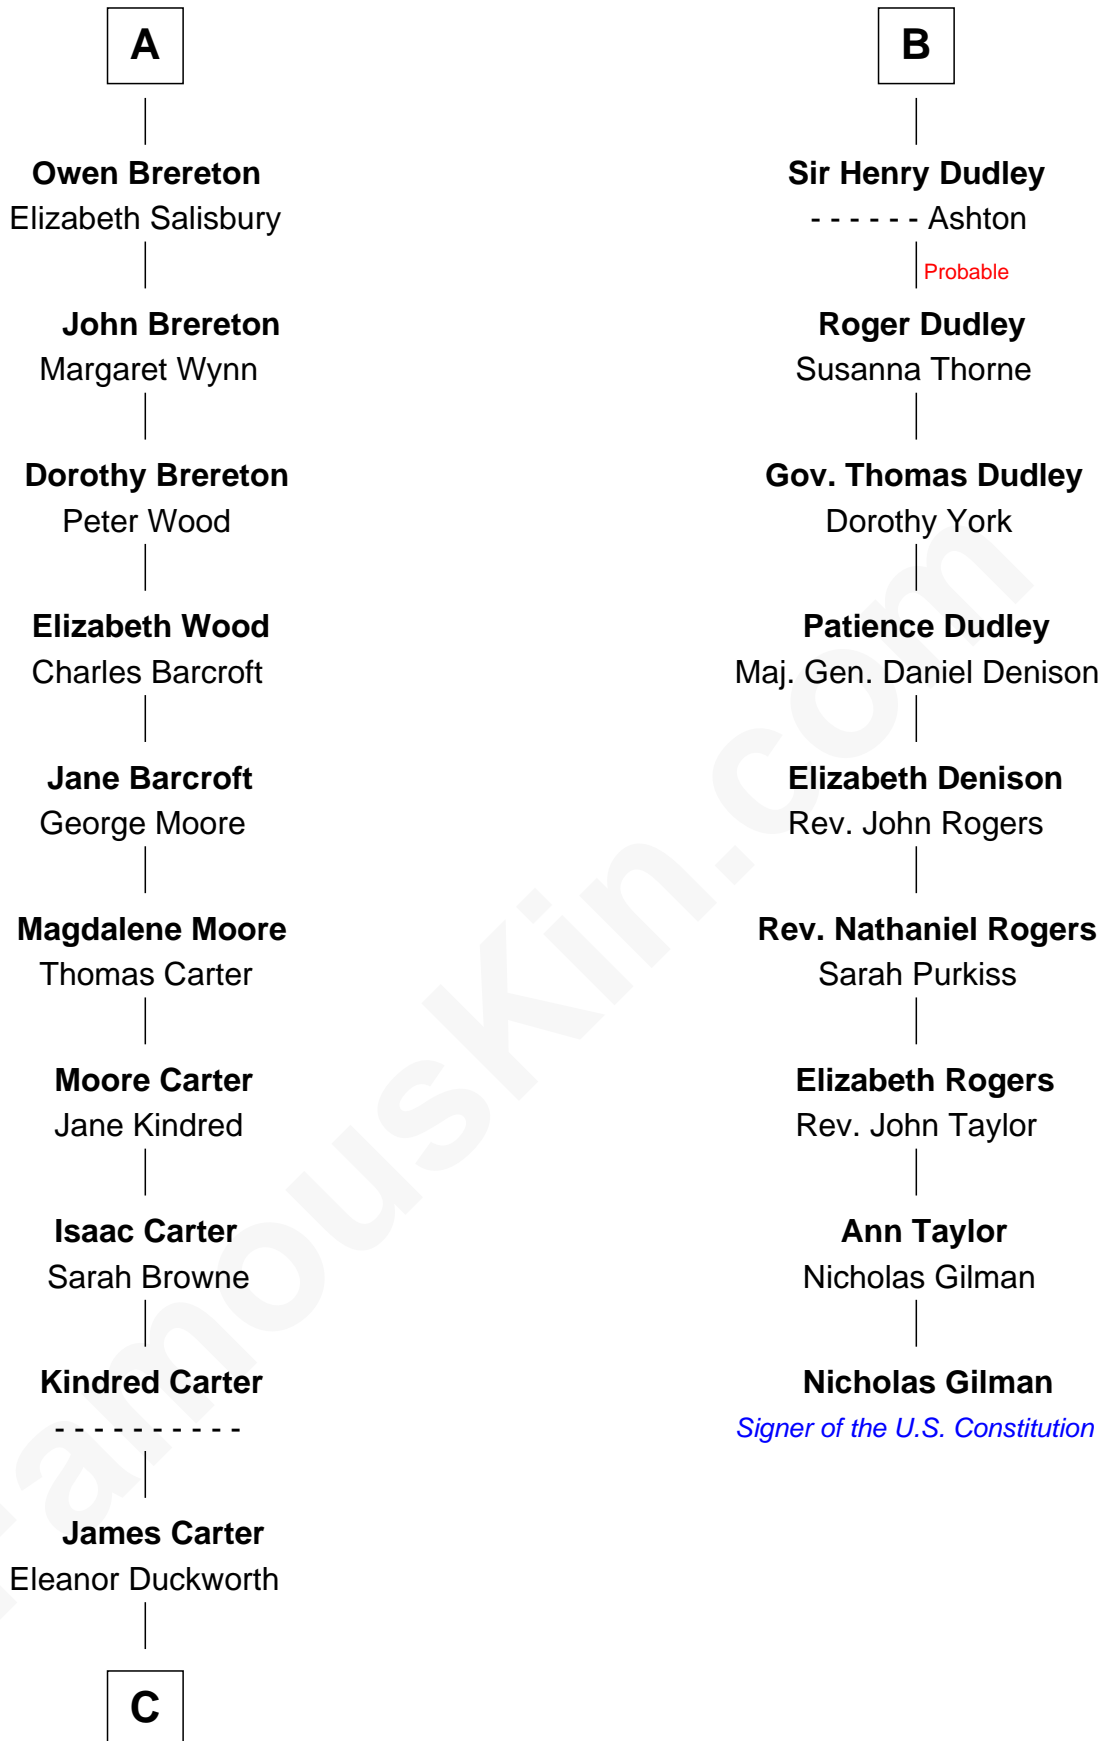 A
Owen Brereton
Elizabeth Salisbury
John Brereton
Margaret Wynn
Dorothy Brereton
Peter Wood
Elizabeth Wood
Charles Barcroft
Jane Barcroft
George Moore
Magdalene Moore
Thomas Carter
Moore Carter
Jane Kindred
Isaac Carter
Sarah Browne
Kindred Carter
- - - - - - - - - -
James Carter
Eleanor Duckworth
C
B
Sir Henry Dudley
- - - - - - Ashton
Probable
Roger Dudley
Susanna Thorne
Gov. Thomas Dudley
Dorothy York
Patience Dudley
Maj. Gen. Daniel Denison
Elizabeth Denison
Rev. John Rogers
Rev. Nathaniel Rogers
Sarah Purkiss
Elizabeth Rogers
Rev. John Taylor
Ann Taylor
Nicholas Gilman
Nicholas Gilman
Signer of the U.S. Constitution
FamousKin.com